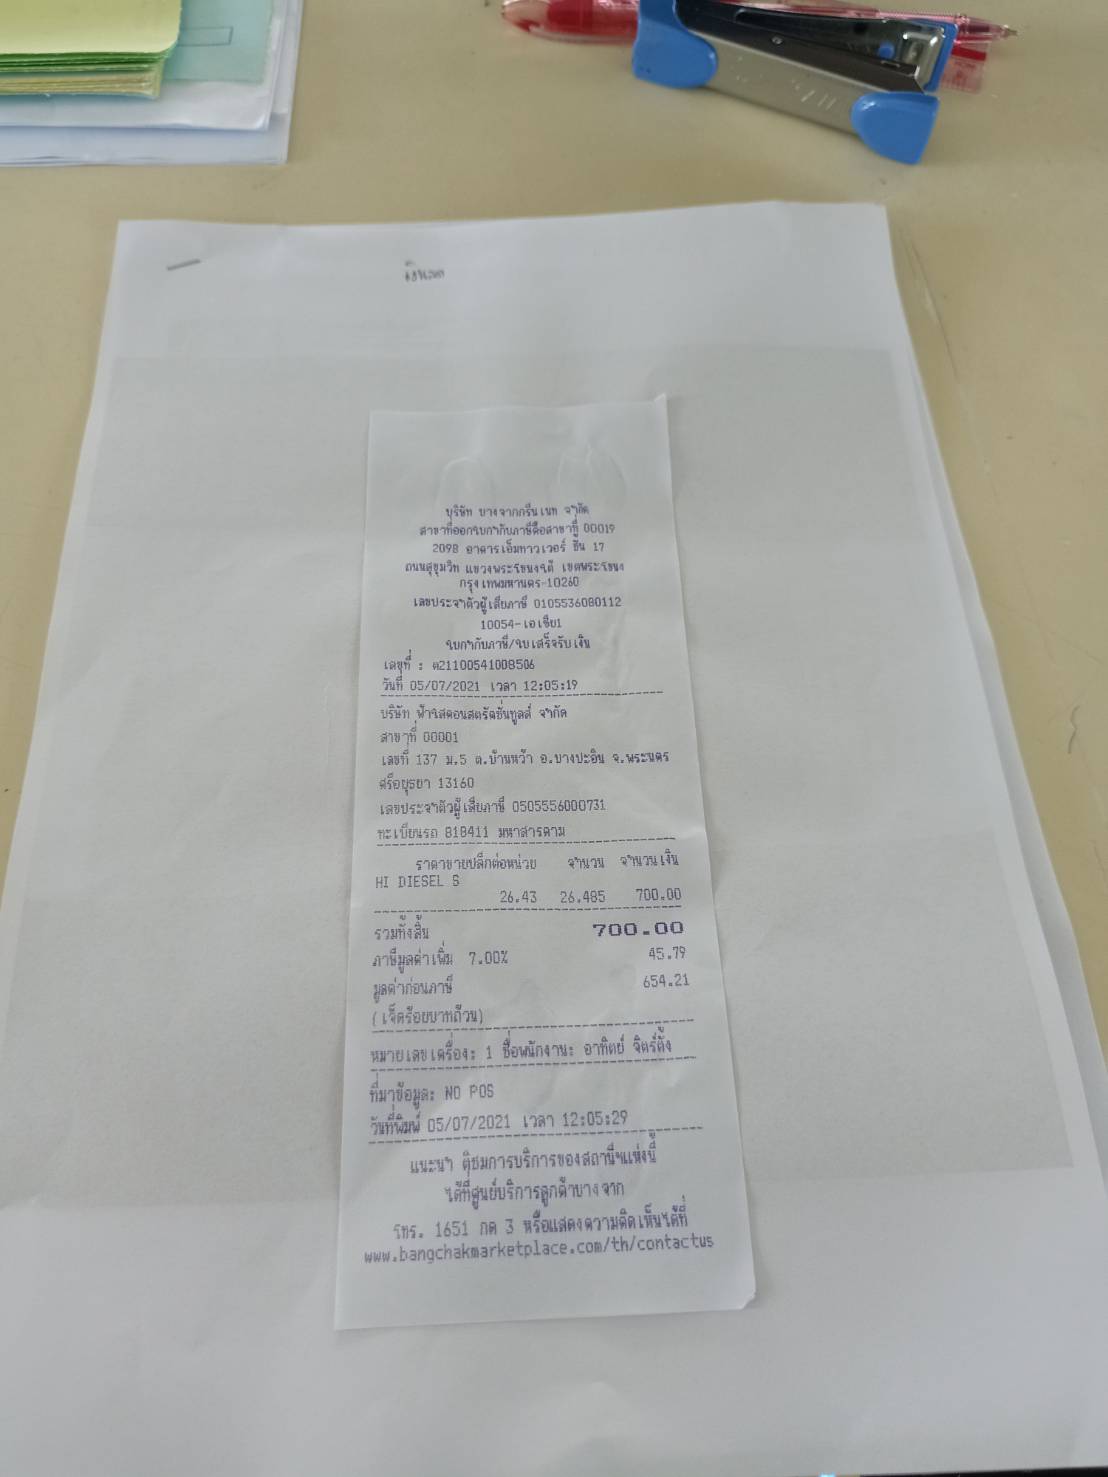 บริษัท บางจากกรีนเนท จำกัด
สาขาที่ออกใบกำกับภาษีคือสาขาที่ 00019
2098 อาคารเอ็มทาวเวอร์ ชั้น 17
ถนนสุขุมวิท แขวงพระโขนงใต้ เขตพระโขนง
กรุงเทพมหานคร-10260
เลขประจำตัวผู้เสียภาษี 0105536080112
10054-เอเซีย1
ใบกำกับภาษี/ใบเสร็จรับเงิน
เลขที่ : ต21100541008506
วันที่ 05/07/2021 เวลา 12:05:19
บริษัท ฟ้าใสคอนสตรัคชั่นทูลส์ จำกัด
สาขาที่ 00001
เลขที่ 137 ม.5 ต.บ้านหว้า อ.บางปะอิน จ.พระนคร
ศรีอยุธยา 13160
เลขประจำตัวผู้เสียภาษี 0505556000731
ทะเบียนรถ 818411 มหาสารคาม
ราคาขายปลีกต่อหน่วย จำนวน จำนวนเงิน
HI DIESEL S
26.43 26.485 700.00
รวมทั้งสิ้น 700.00
ภาษีมูลค่าเพิ่ม 7.00% 45.79
มูลค่าก่อนภาษี 654.21
(เจ็ดร้อยบาทถ้วน)
หมายเลขเครื่อง: 1 ชื่อพนักงาน: อาทิตย์ จิตร์ตั้ง
ที่มาข้อมูล: NO POS
วันที่พิมพ์ 05/07/2021 เวลา 12:05:29
แนะนำ ติชมการบริการของสถานีฯแห่งนี้
ได้ที่ศูนย์บริการลูกค้าบางจาก
โทร. 1651 กด 3 หรือแสดงความคิดเห็นได้ที่
www.bangchakmarketplace.com/th/contactus